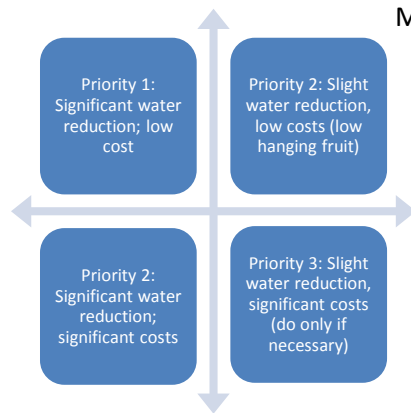 M
Priority 1:
Significant water
reduction; low
cost
Priority 2: Slight
water reduction,
low costs (low
hanging fruit)
Priority 2:
Significant water
reduction;
significant costs
Priority 3: Slight
water reduction,
significant costs
(do only if
necessary)